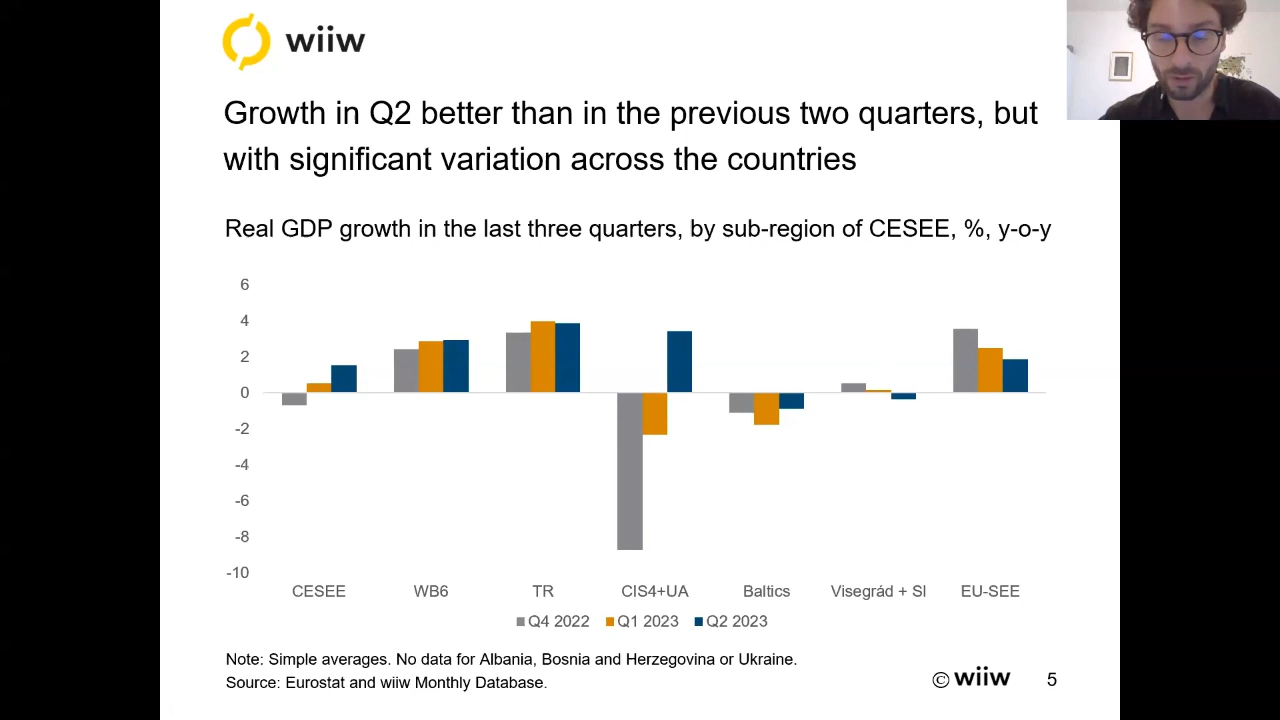 wiiw
Growth in Q2 better than in the previous two quarters, but
with significant variation across the countries
Real GDP growth in the last three quarters, by sub-region of CESEE, %, y-o-y
6
4
2
0
-2
-4
-6
-8
-10
CESEE WB6 TR CIS4+UA Baltics Visegrád + SI EU-SEE
Q4 2022 Q1 2023 Q2 2023
Note: Simple averages. No data for Albania, Bosnia and Herzegovina or Ukraine.
Source: Eurostat and wiiw Monthly Database.
© wiiw 5